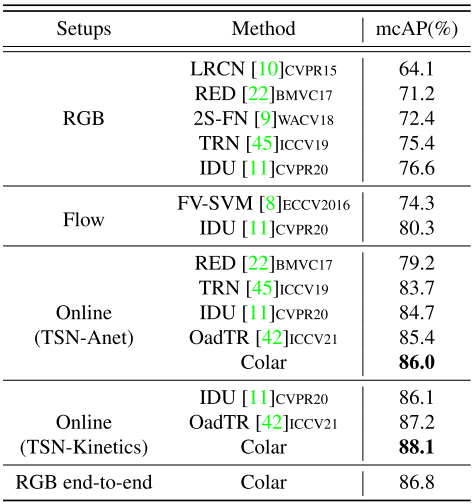 Setups Method mcAP(%)
LRCN [10]CVPR15 64.1
RED [22]BMVC17 71.2
RGB 2S-FN [9]WACV18 72.4
TRN [45]ICCV19 75.4
IDU [11]CVPR20 76.6
Flow FV-SVM [8]ECCV2016 74.3
IDU [11]CVPR20 80.3
RED [22]BMVC17 79.2
TRN [45]ICCV19 83.7
Online IDU [11]CVPR20 84.7
(TSN-Anet) OadTR [42]ICCV21 85.4
Colar 86.0
IDU [11]CVPR20 86.1
Online OadTR [42]ICCV21 87.2
(TSN-Kinetics) Colar 88.1
RGB end-to-end Colar 86.8